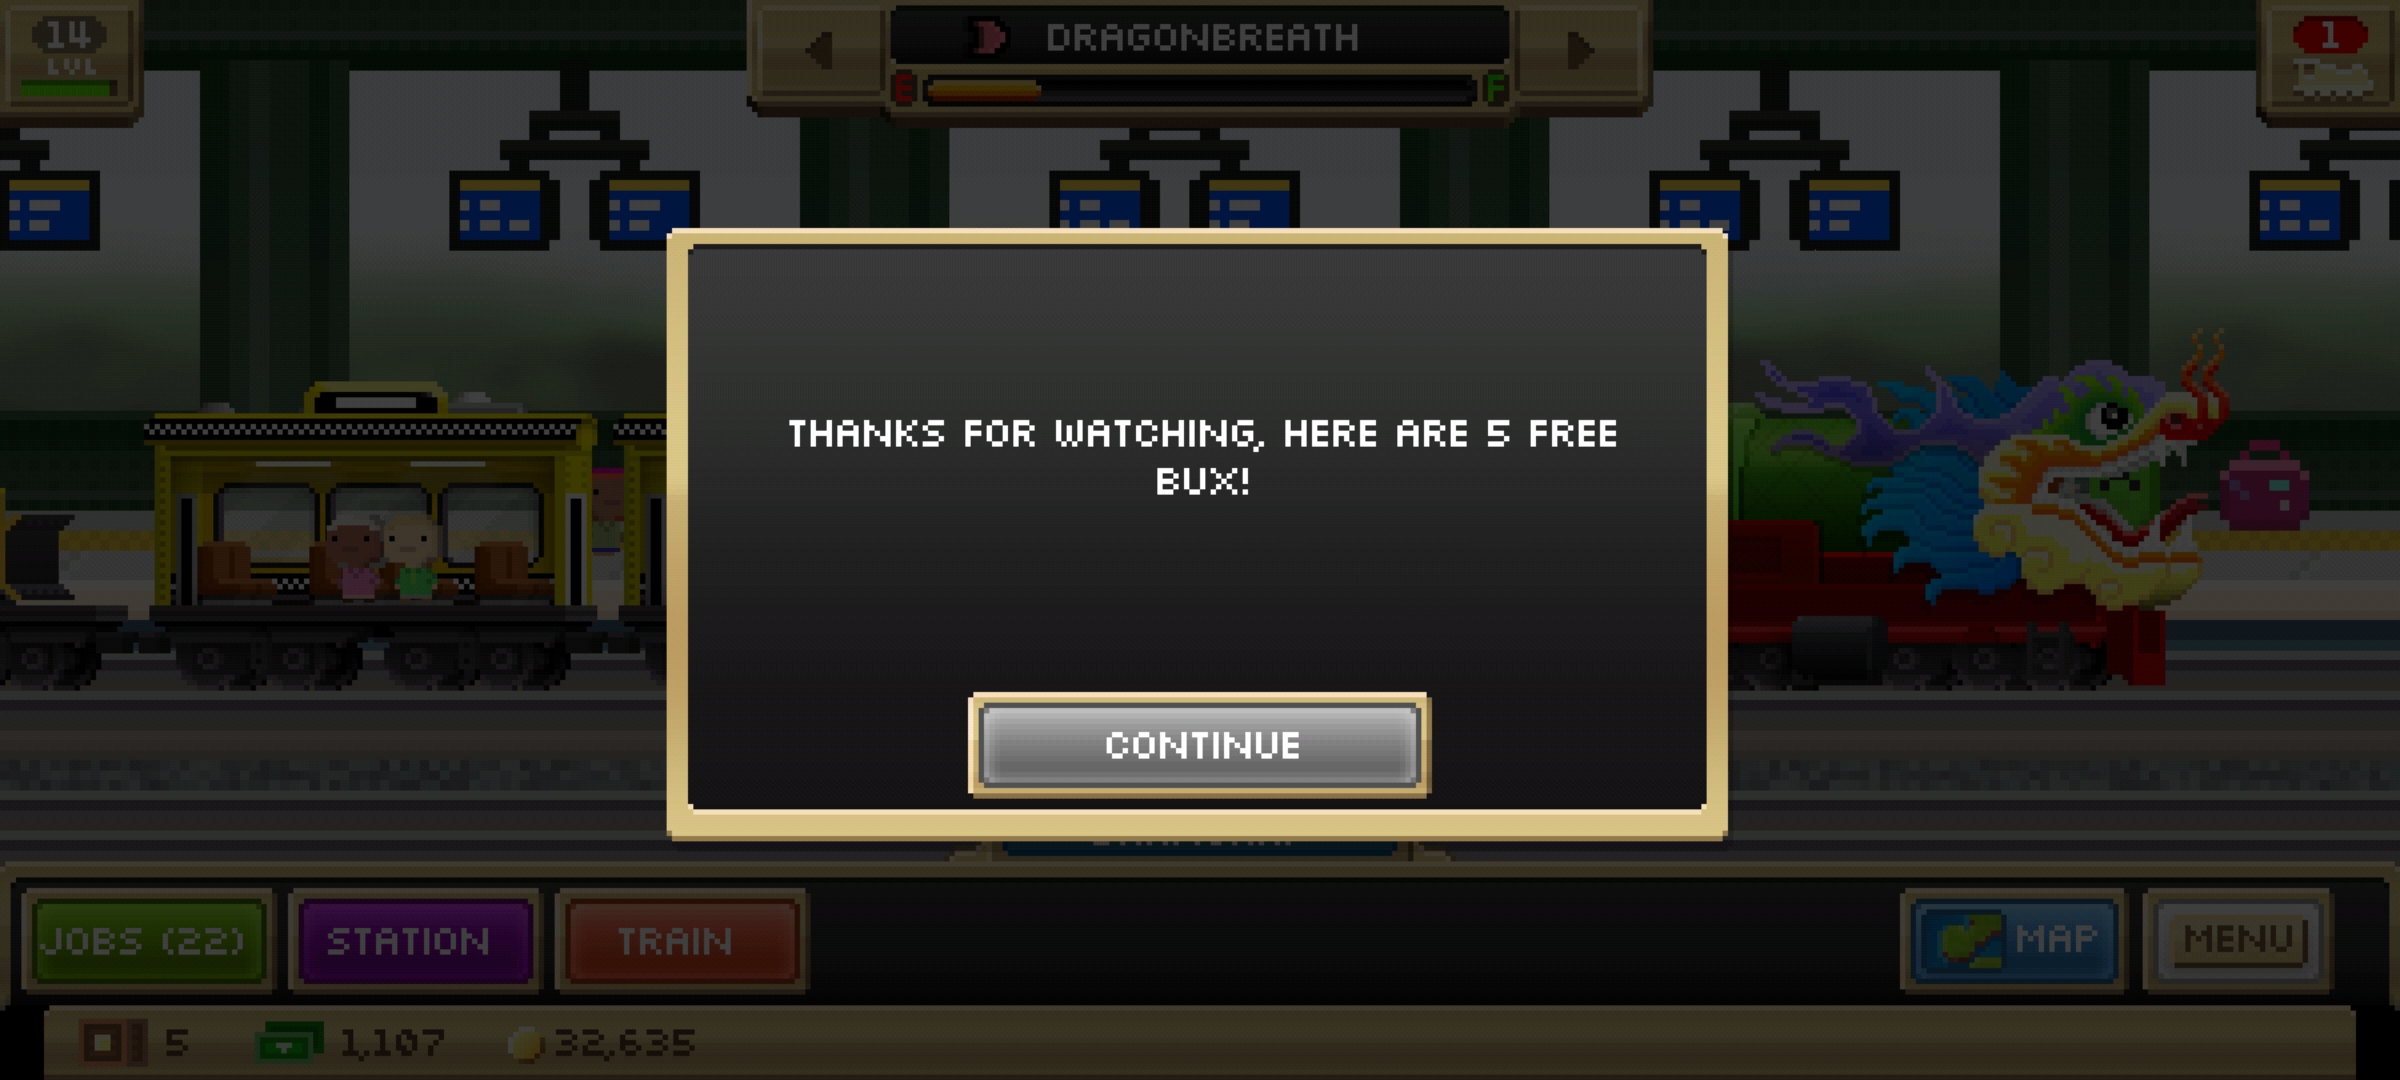 14
LVL
DRAGONBREATH
E
F
1
THANKS FOR WATCHING, HERE ARE 5 FREE
BUX!
CONTINUE
JOBS (22)
STATION
TRAIN
MAP
MENU
5
1,107
32,635